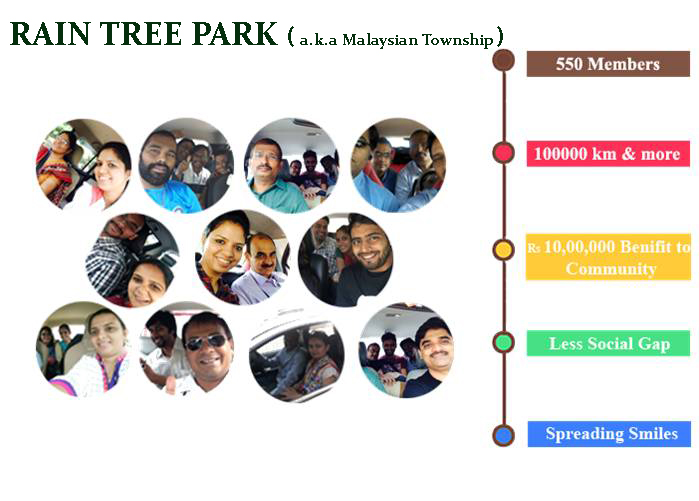 RAIN TREE PARK ( a.k.a Malaysian Township )
550 Members
100000 km & more
Rs 10,00,000 Benifit to
Community
Less Social Gap
Spreading Smiles